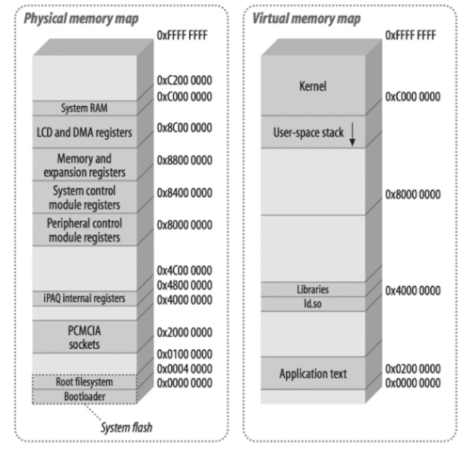 Physical memory map
0xFFFF FFFF
0xC200 0000
0xC000 0000
System RAM
LCD and DMA registers
0x8C00 0000
Memory and
expansion registers
0x8800 0000
System control
module registers
0x8400 0000
Peripheral control
module registers
0x8000 0000
0x4C00 0000
0x4800 0000
iPAQ internal registers
0x4000 0000
PCMCIA
sockets
0x2000 0000
0x0100 0000
0x0004 0000
Root filesystem
0x0000 0000
Bootloader
System flash
Virtual memory map
0xFFFF FFFF
Kernel
0xC000 0000
User-space stack
0x8000 0000
Libraries
0x4000 0000
ld.so
Application text
0x0200 0000
0x0000 0000